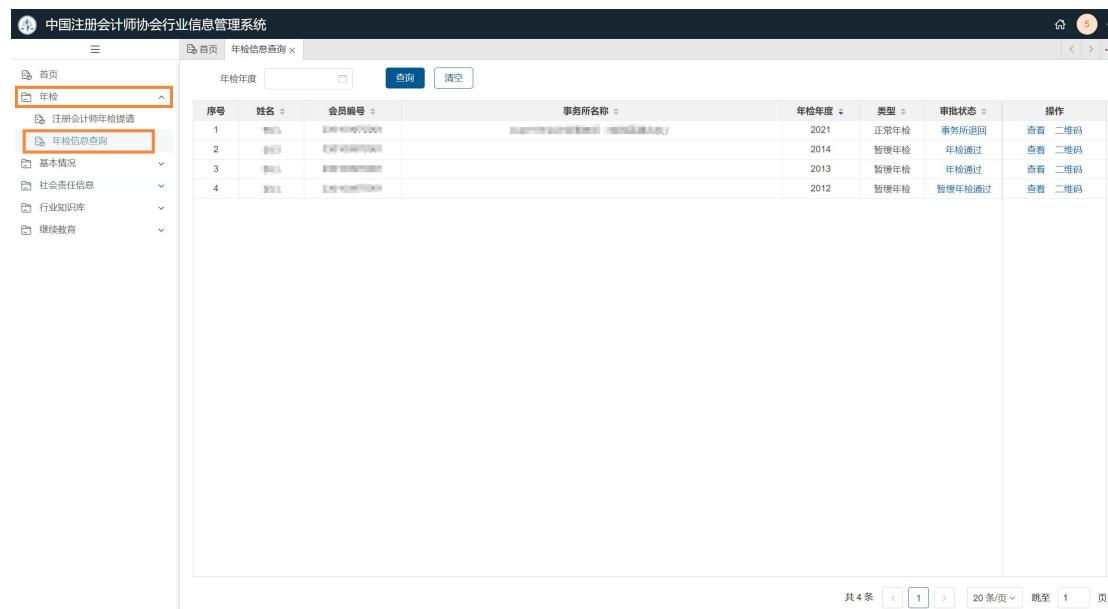 中国注册会计师协会行业信息管理系统
5
首页 年检信息查询 ×
首页
年检
注册会计师年检提请
年检信息查询
基本情况
社会责任信息
行业知识库
继续教育
年检年度 查询 清空
序号 姓名 会员编号 事务所名称 年检年度 类型 审批状态 操作
1 2021 正常年检 事务所退回 查看 二维码
2 2014 暂缓年检 年检通过 查看 二维码
3 2013 暂缓年检 年检通过 查看 二维码
4 2012 暂缓年检 暂缓年检通过 查看 二维码
共 4 条 < 1 > 20 条/页 跳至 1 页